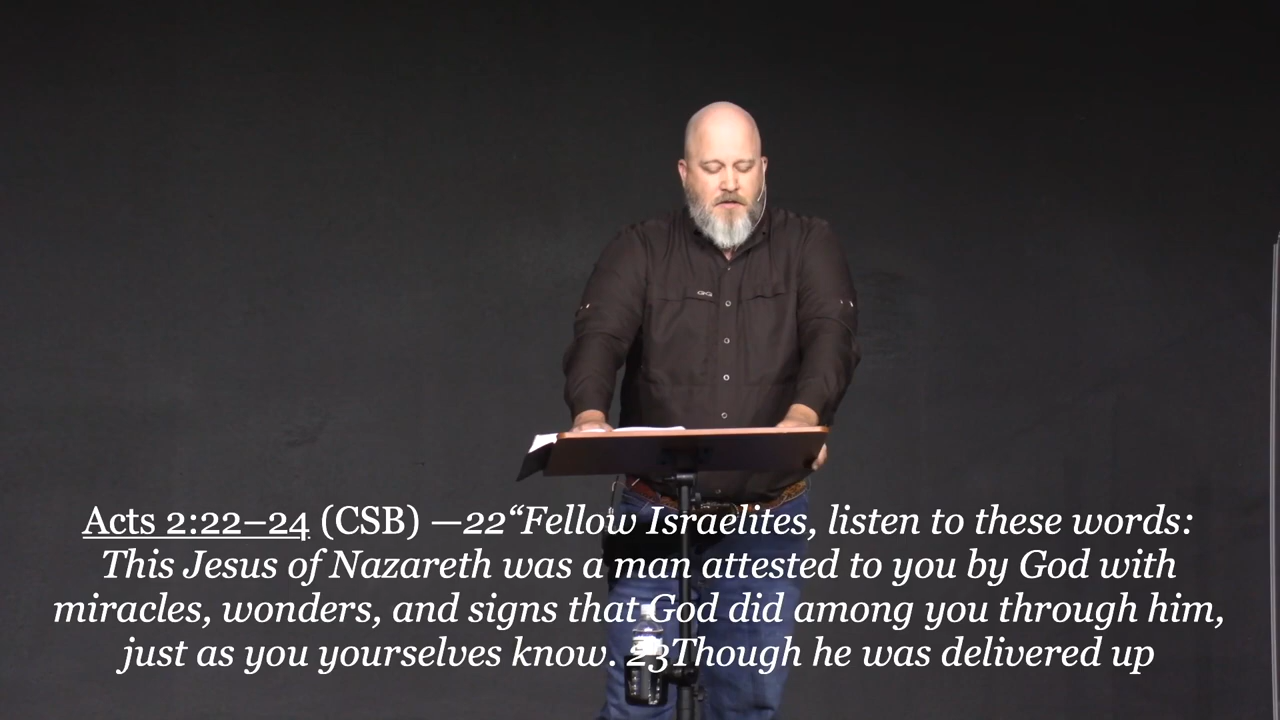 Acts 2:22–24 (CSB) —22“Fellow Israelites, listen to these words:
This Jesus of Nazareth was a man attested to you by God with
miracles, wonders, and signs that God did among you through him,
just as you yourselves know. 23Though he was delivered up